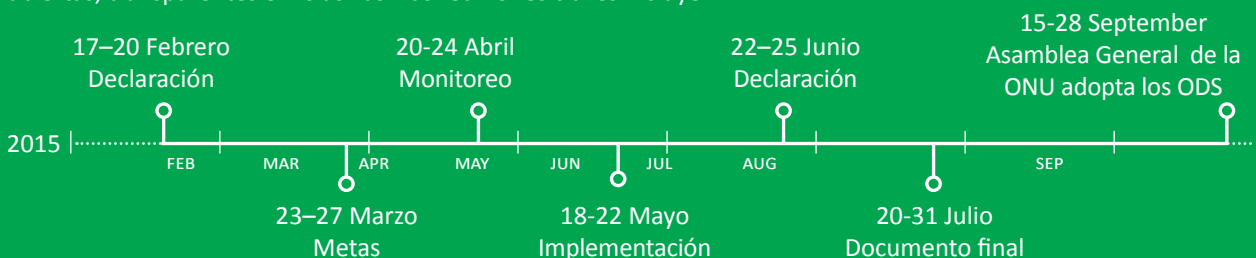 17–20 Febrero
Declaración
20-24 Abril
Monitoreo
22–25 Junio
Declaración
15-28 September
Asamblea General de la
ONU adopta los ODS
2015
FEB MAR APR MAY JUN JUL AUG SEP
23–27 Marzo
Metas
18-22 Mayo
Implementación
20-31 Julio
Documento final